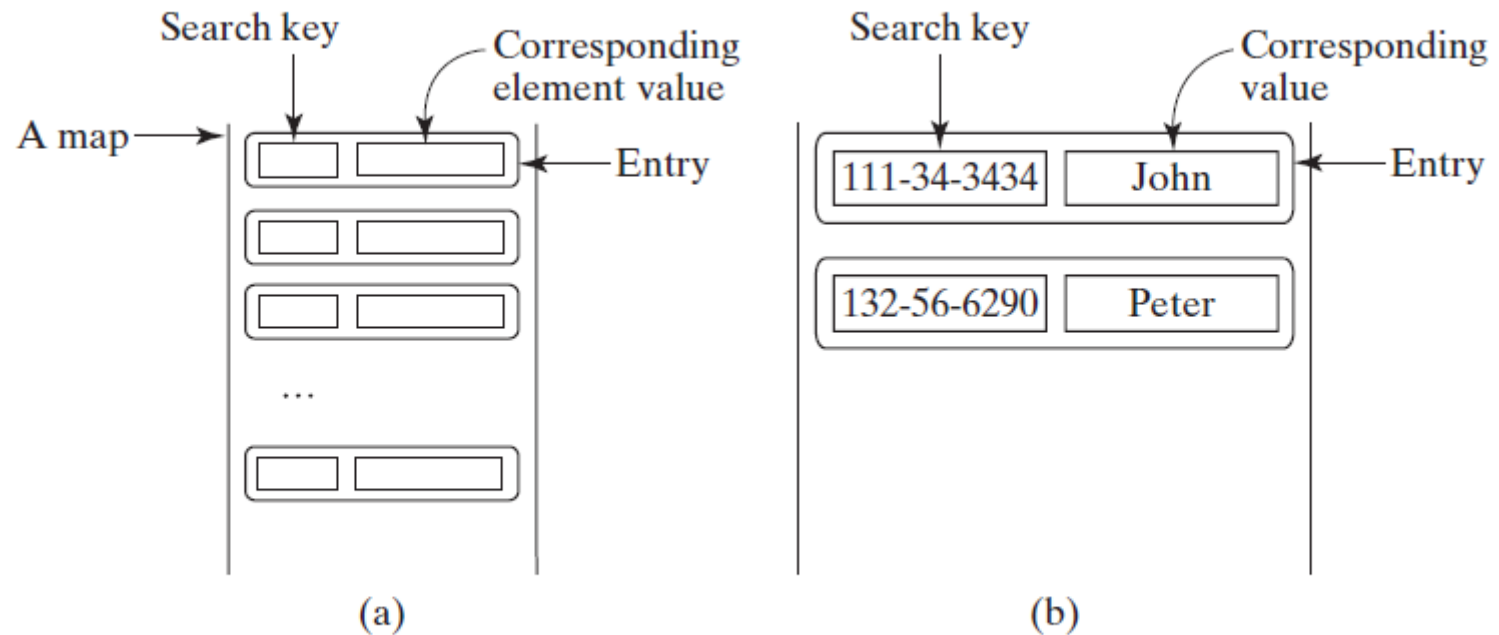 Search key
Corresponding
element value
A map
Entry
...
(a)
Search key
Corresponding
value
111-34-3434
John
Entry
132-56-6290
Peter
(b)